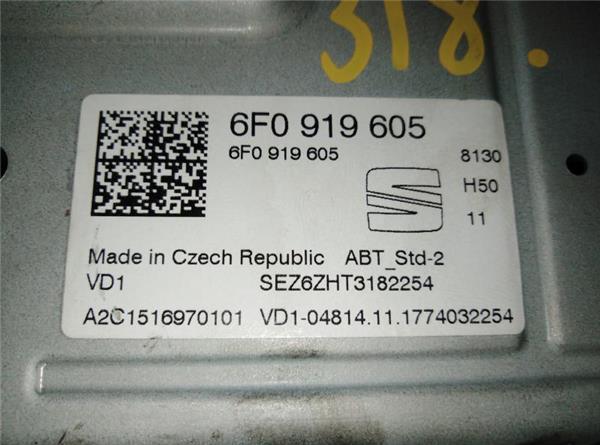 318.
6F0 919 605
6F0 919 605
8130
H50
11
Made in Czech Republic ABT_Std-2
VD1 SEZ6ZHT3182254
A2C1516970101 VD1-04814.11.1774032254